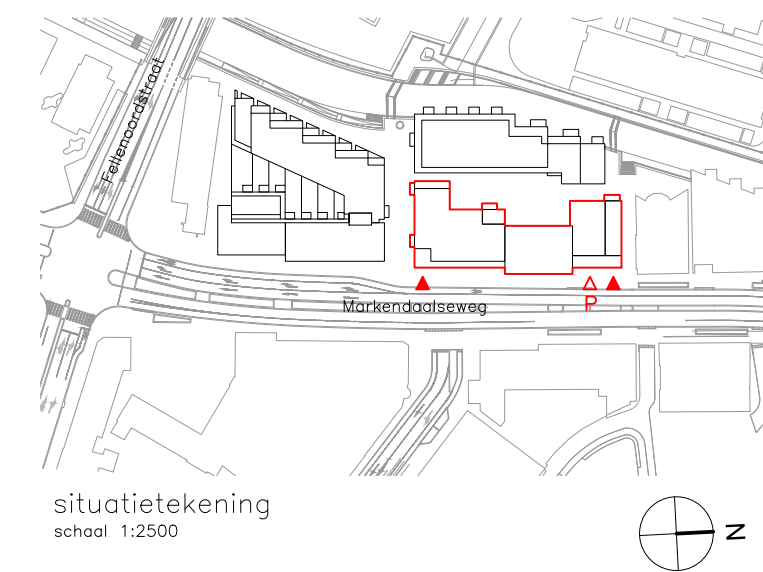 Fellenoordstraat
Markendaalseweg
P
situatietekening
schaal 1:2500
N